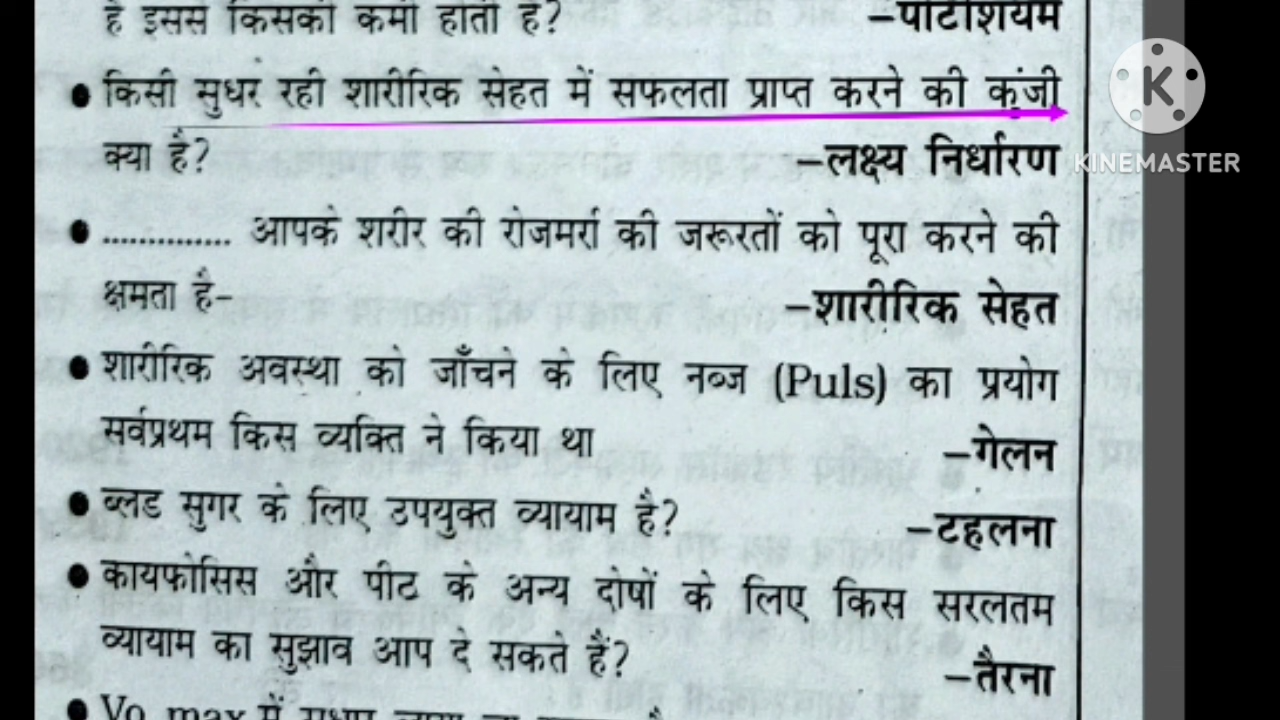 है इससे किसकी कमी होती है? –पोटेशियम
● किसी सुधर रही शारीरिक सेहत में सफलता प्राप्त करने की कुंजी
क्या है? –लक्ष्य निर्धारण
● .............. आपके शरीर की रोजमर्रा की जरूरतों को पूरा करने की
क्षमता है- –शारीरिक सेहत
● शारीरिक अवस्था को जाँचने के लिए नब्ज (Puls) का प्रयोग
सर्वप्रथम किस व्यक्ति ने किया था –गेलन
● ब्लड सुगर के लिए उपयुक्त व्यायाम है? –टहलना
● कायफोसिस और पीट के अन्य दोषों के लिए किस सरलतम
व्यायाम का सुझाव आप दे सकते हैं? –तैरना
● Vo max में
K
KINEMASTER